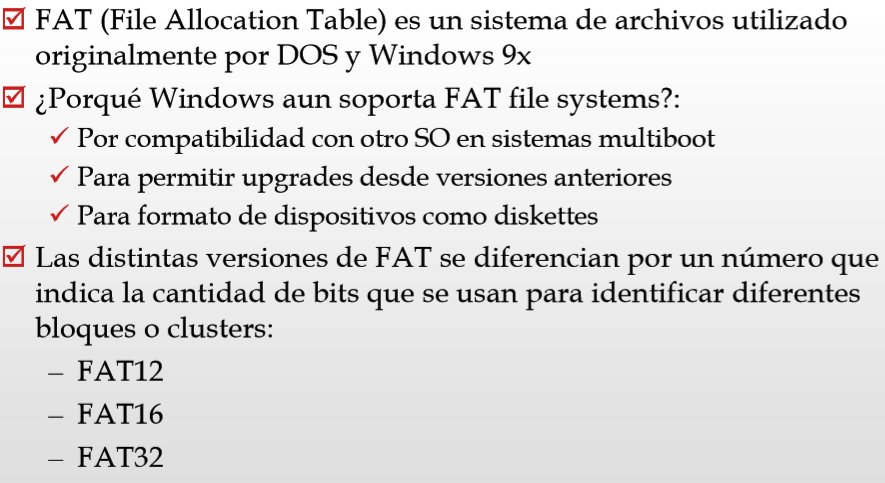 FAT (File Allocation Table) es un sistema de archivos utilizado
originalmente por DOS y Windows 9x
¿Porqué Windows aun soporta FAT file systems?:
Por compatibilidad con otro SO en sistemas multiboot
Para permitir upgrades desde versiones anteriores
Para formato de dispositivos como diskettes
Las distintas versiones de FAT se diferencian por un número que
indica la cantidad de bits que se usan para identificar diferentes
bloques o clusters:
– FAT12
– FAT16
– FAT32